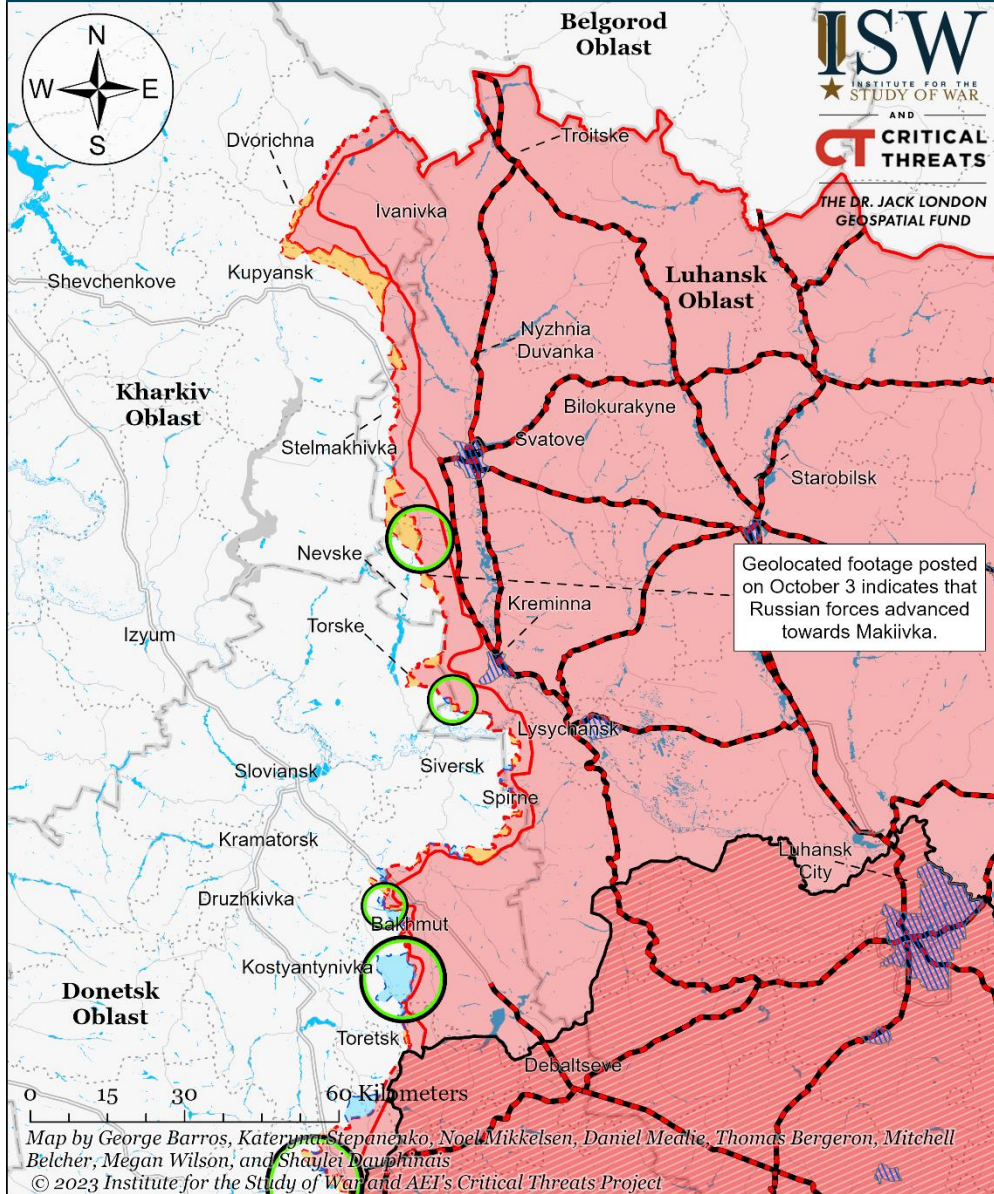 Belgorod
Oblast
ISW
INSTITUTE FOR THE
STUDY OF WAR
AND
CT CRITICAL
THREATS
THE DR. JACK LONDON
GEOSPATIAL FUND
N
W
E
S
Dvorichna
Troitske
Ivanivka
Shevchenkove
Kupyansk
Luhansk
Oblast
Nyzhnia
Duvanka
Kharkiv
Oblast
Bilokurakyne
Stelmakhivka
Svatove
Starobilsk
Nevske
Geolocated footage posted
on October 3 indicates that
Russian forces advanced
towards Makiivka.
Kreminna
Torske
Izyum
Lysychansk
Sloviansk
Siversk
Spirne
Kramatorsk
Luhansk
City
Druzhkivka
Bakhmut
Kostyantynivka
Donetsk
Oblast
Toretsk
Debaltseve
0 15 30 60 Kilometers
Map by George Barros, Kateryna Stepanenko, Noel Mikkelsen, Daniel Mealie, Thomas Bergeron, Mitchell
Belcher, Megan Wilson, and Shaylei Dauphinais
© 2023 Institute for the Study of War and AEI's Critical Threats Project